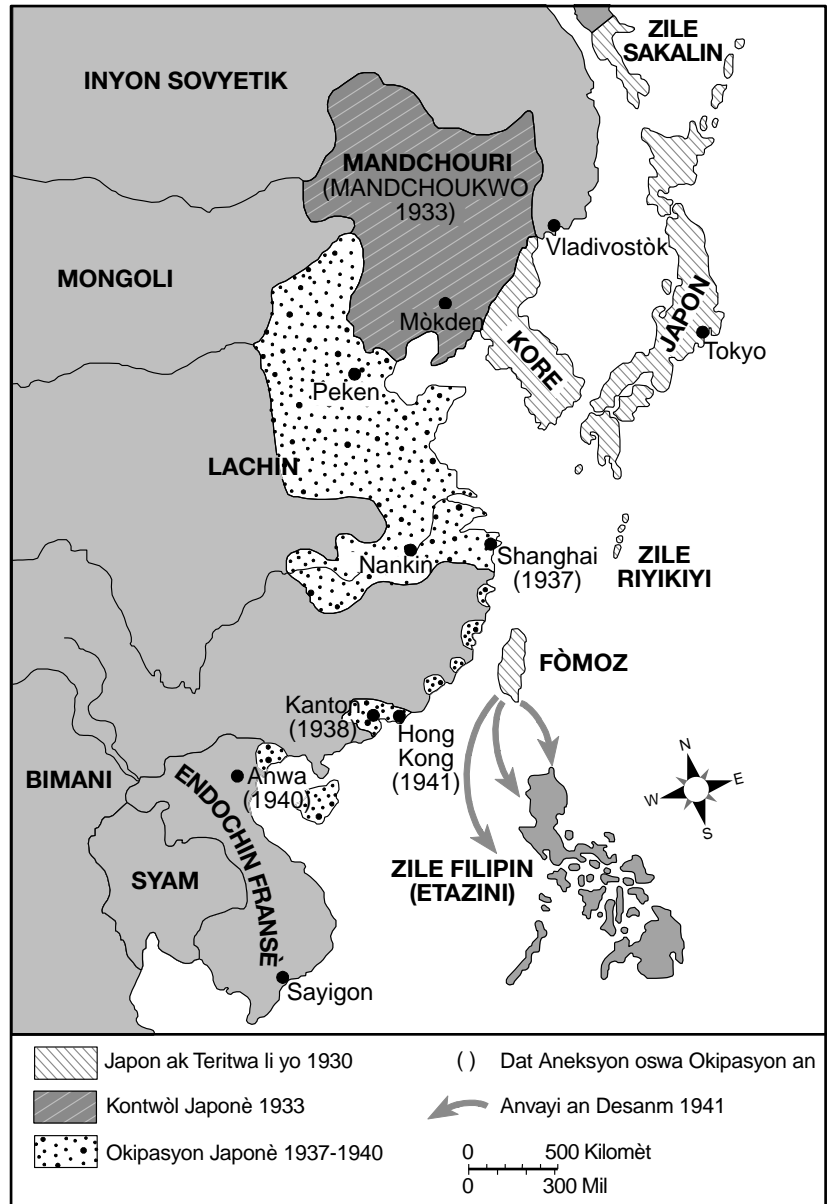 ZILE
SAKALIN
INYON SOVYETIK
MANDCHOURI
(MANDCHOUKWO
1933)
Vladivostòk
MONGOLI
Mòkden
KORE
JAPON
Tokyo
Peken
LACHIN
Nankin
Shanghai
(1937)
ZILE
RIYIKIYI
FÒMOZ
Kanton
(1938)
Hong
Kong
(1941)
BIMANI
Anwa
(1940)
ENDOCHIN FRANSÈ
SYAM
Sayigon
ZILE FILIPIN
(ETAZINI)
N
E
W
S
Japon ak Teritwa li yo 1930
Kontwòl Japonè 1933
Okipasyon Japonè 1937-1940
( ) Dat Aneksyon oswa Okipasyon an
Anvayi an Desanm 1941
0 500 Kilomèt
0 300 Mil